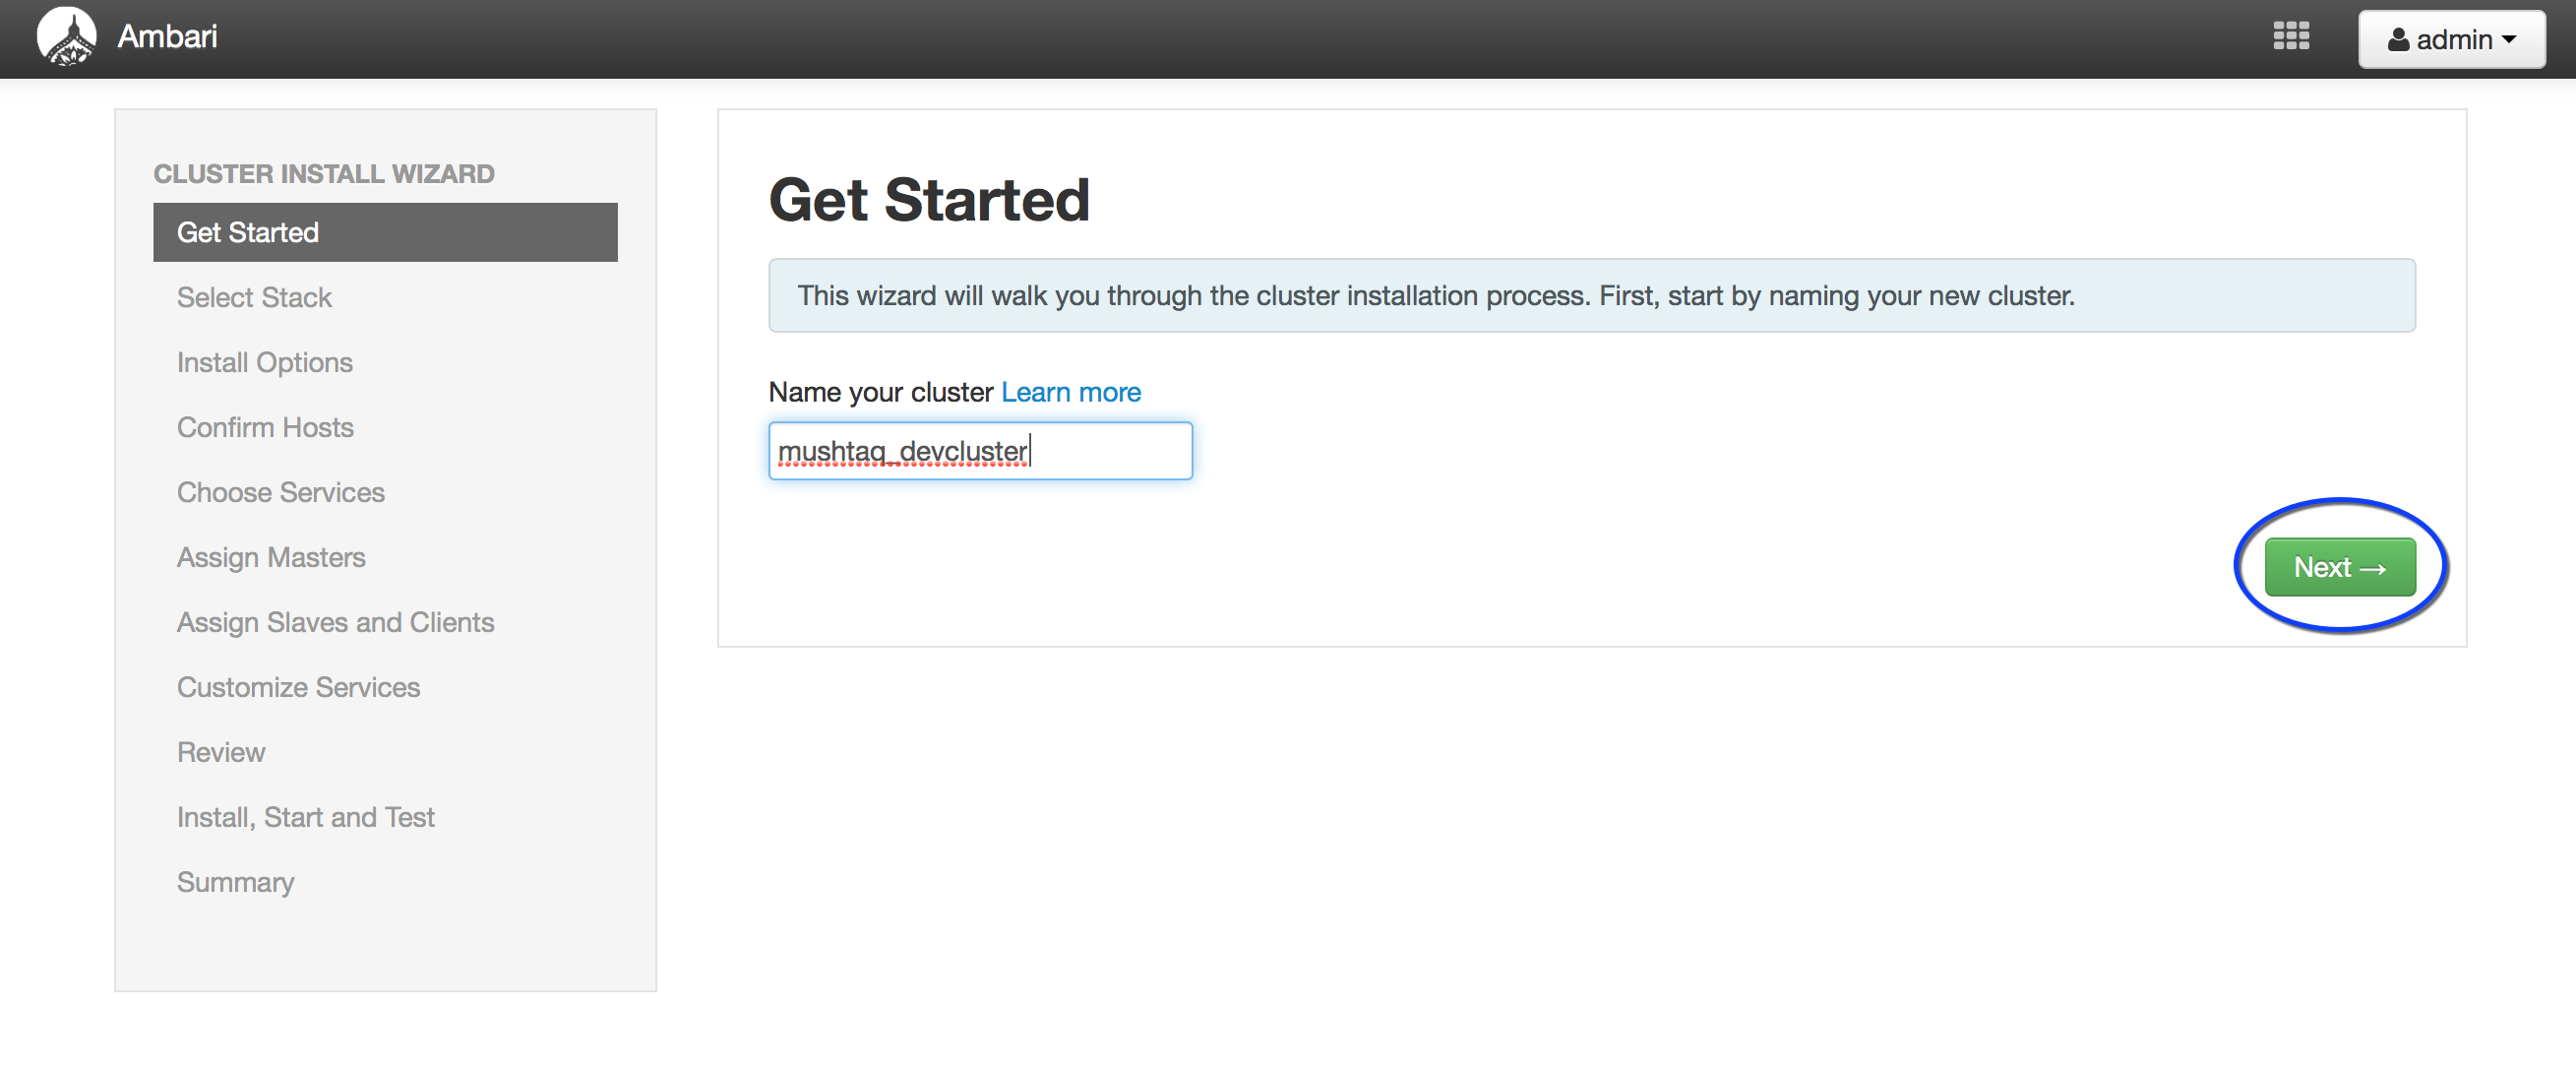 Ambari
admin
CLUSTER INSTALL WIZARD
Get Started
Select Stack
Install Options
Confirm Hosts
Choose Services
Assign Masters
Assign Slaves and Clients
Customize Services
Review
Install, Start and Test
Summary
Get Started
This wizard will walk you through the cluster installation process. First, start by naming your new cluster.
Name your cluster Learn more
mushtaq_devcluster
Next →